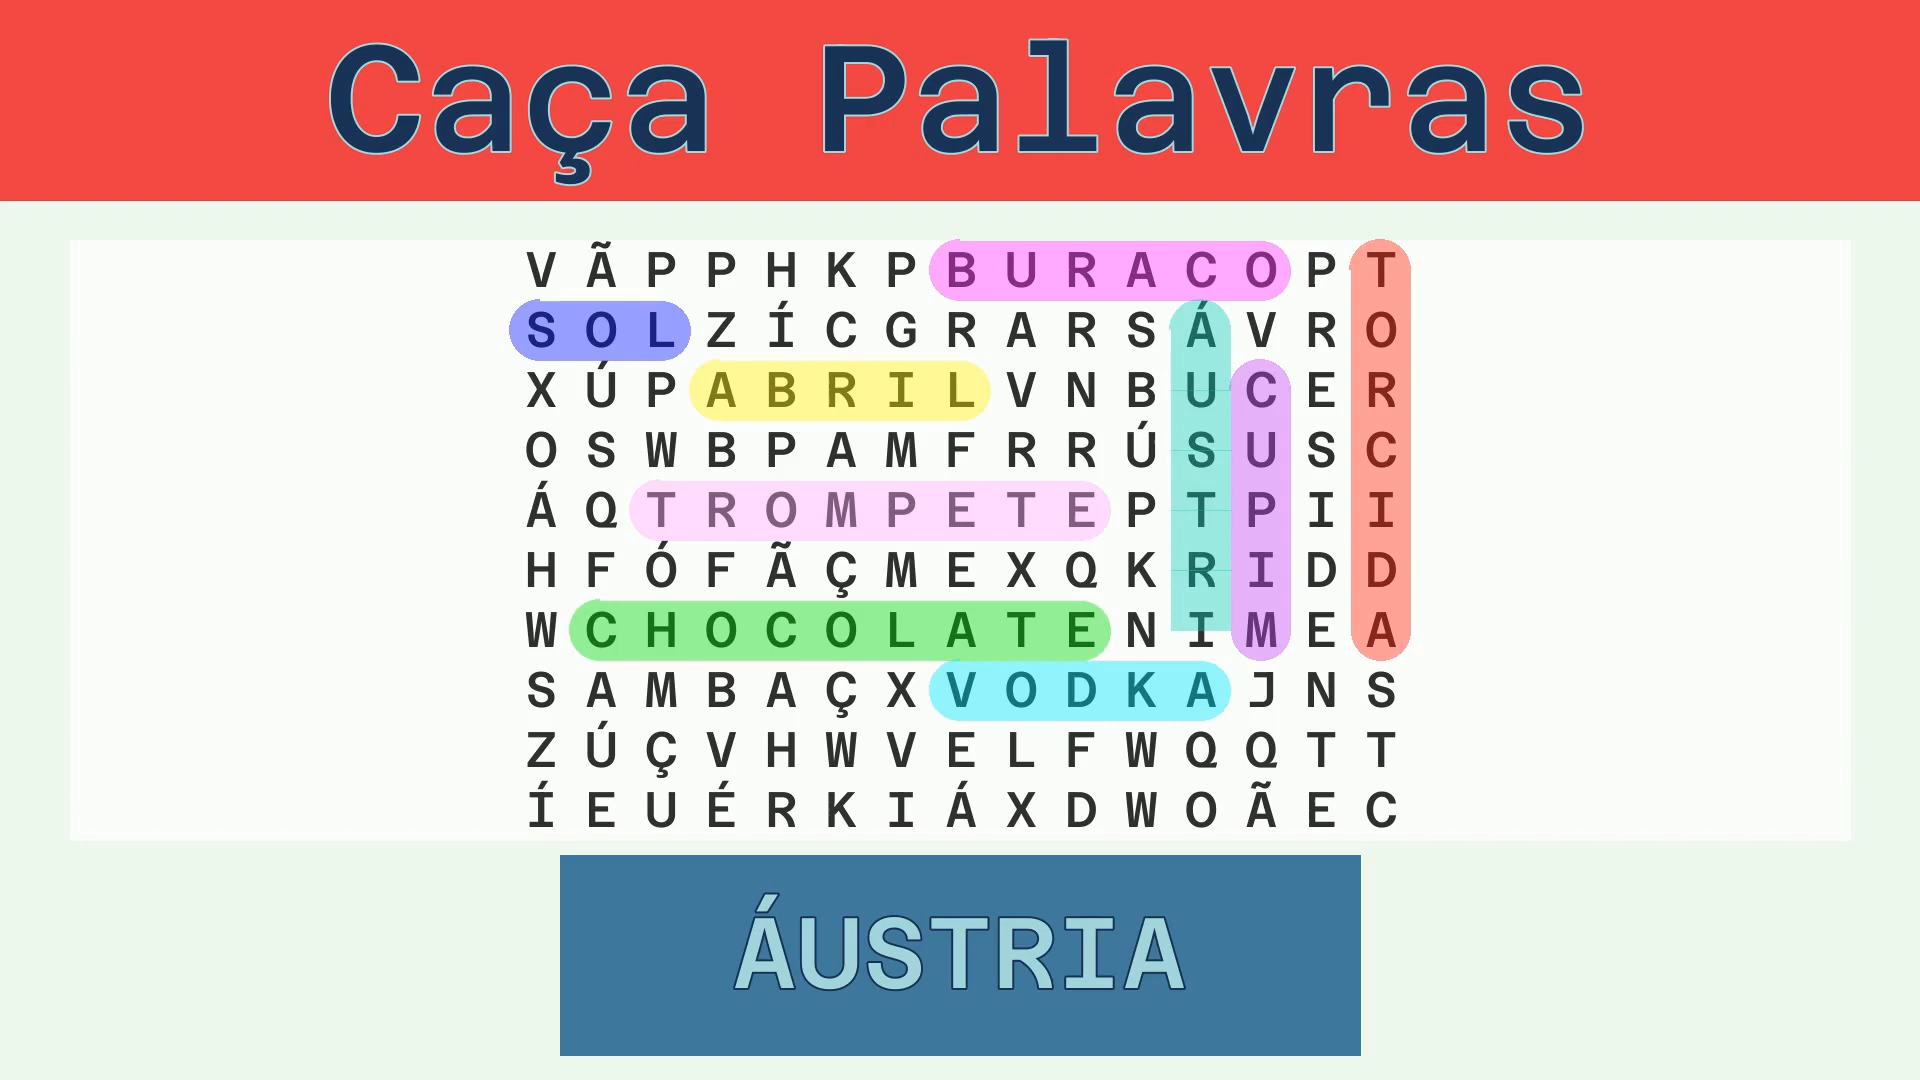 Caça Palavras
V Ã P P H K P B U R A C O P T
S O L Z Í C G R A R S Á V R O
X Ú P A B R I L V N B U C E R
O S W B P A M F R R Ú S U S C
Á Q T R O M P E T E P T P I I
H F Ó F Ã Ç M E X Q K R I D D
W C H O C O L A T E N I M E A
S A M B A Ç X V O D K A J N S
Z Ú Ç V H W V E L F W Q Q T T
Í E U É R K I Á X D W O Ã E C
ÁUSTRIA